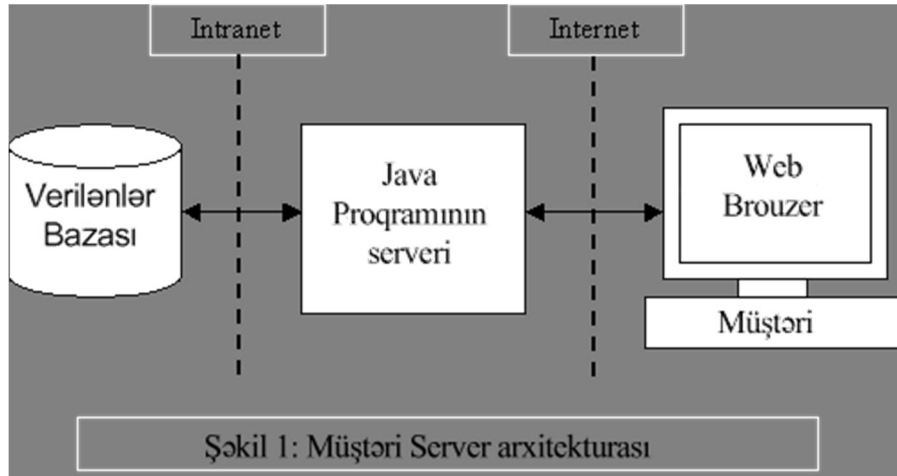 Intranet
Internet
Verilənlər
Bazası
Java
Proqramının
serveri
Web
Brouzer
Müştəri
Şəkil 1: Müştəri Server arxitekturası